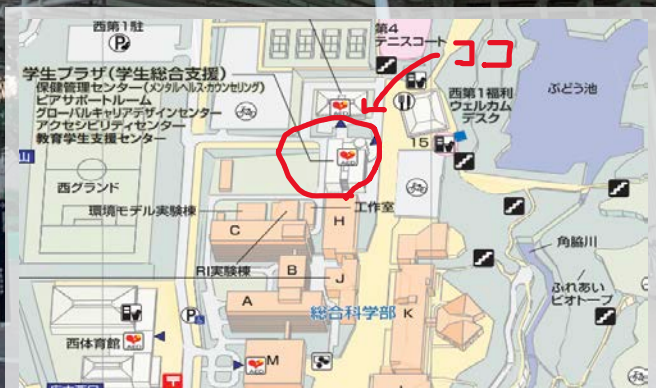 西第1駐
P
第4
テニスコート
ココ
学生プラザ(学生総合支援)
保健管理センター(メンタルヘルス・カウンセリング)
ピアサポートルーム
グローバルキャリアデザインセンター
アクセシビリティセンター
教育学生支援センター
西第1福利
ウェルカム
デスク
ぶどう池
15
AED
AED
山
西グランド
環境モデル実験棟
工作室
C
H
角脇川
RI実験棟
B
J
ふれあい
ビオトープ
A
総合科学部
K
P
西体育館
AED
AED
M
L